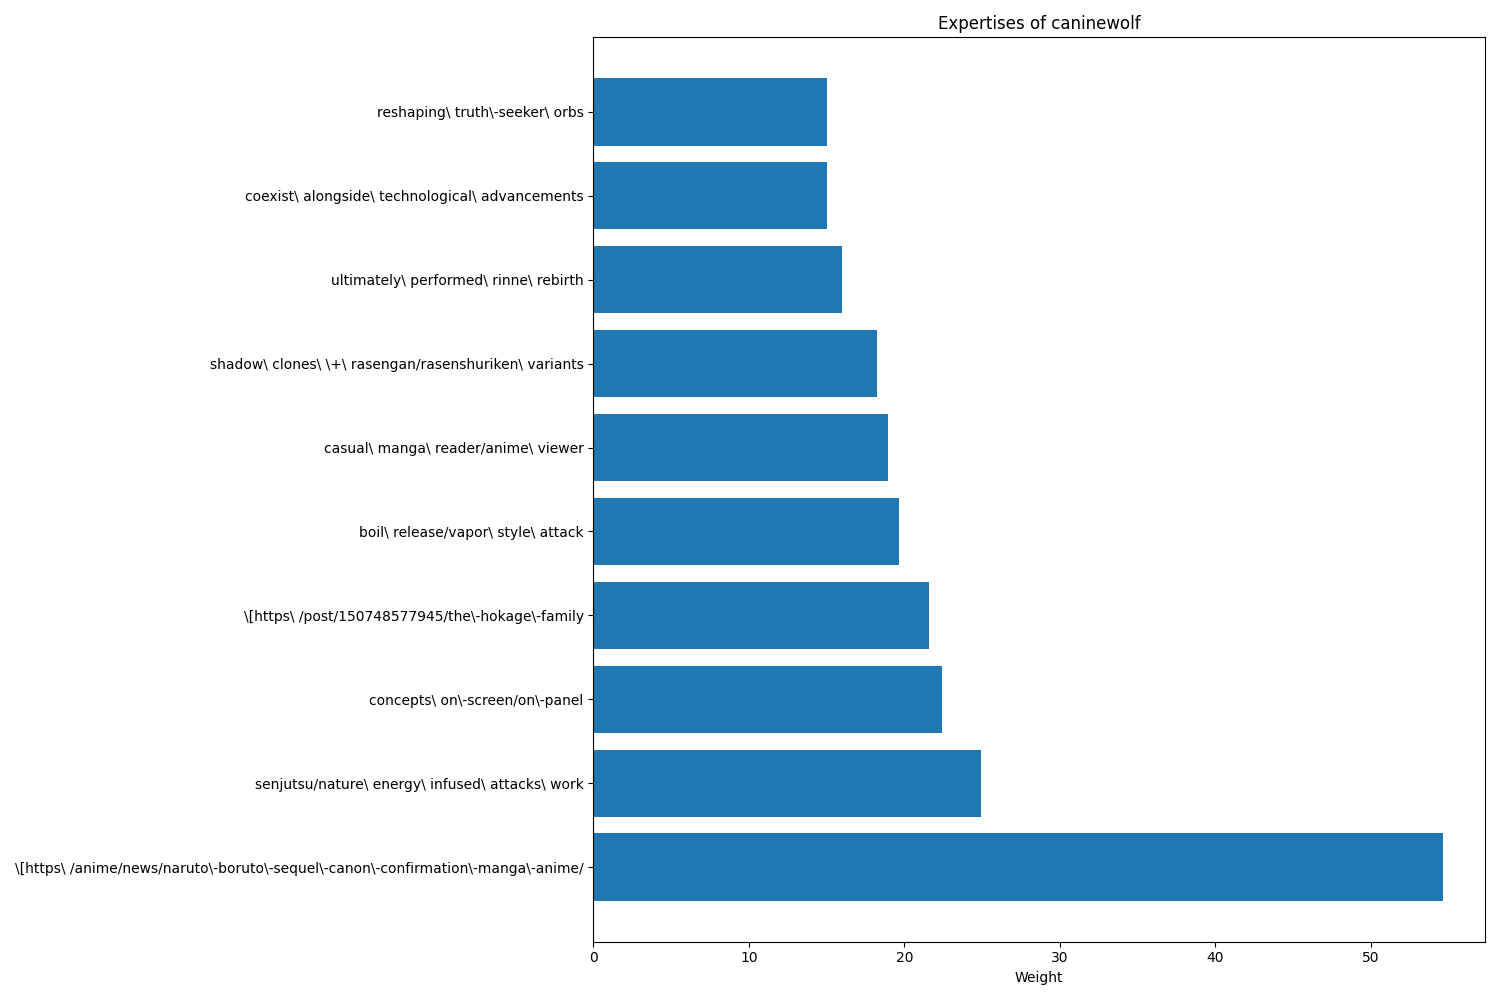 Expertises of caninewolf
reshaping\ truth\-seeker\ orbs
coexist\ alongside\ technological\ advancements
ultimately\ performed\ rinne\ rebirth
shadow\ clones\ \+\ rasengan/rasenshuriken\ variants
casual\ manga\ reader/anime\ viewer
boil\ release/vapor\ style\ attack
\[https\ /post/150748577945/the\-hokage\-family
concepts\ on\-screen/on\-panel
senjutsu/nature\ energy\ infused\ attacks\ work
\[https\ /anime/news/naruto\-boruto\-sequel\-canon\-confirmation\-manga\-anime/
0 10 20 30 40 50
Weight